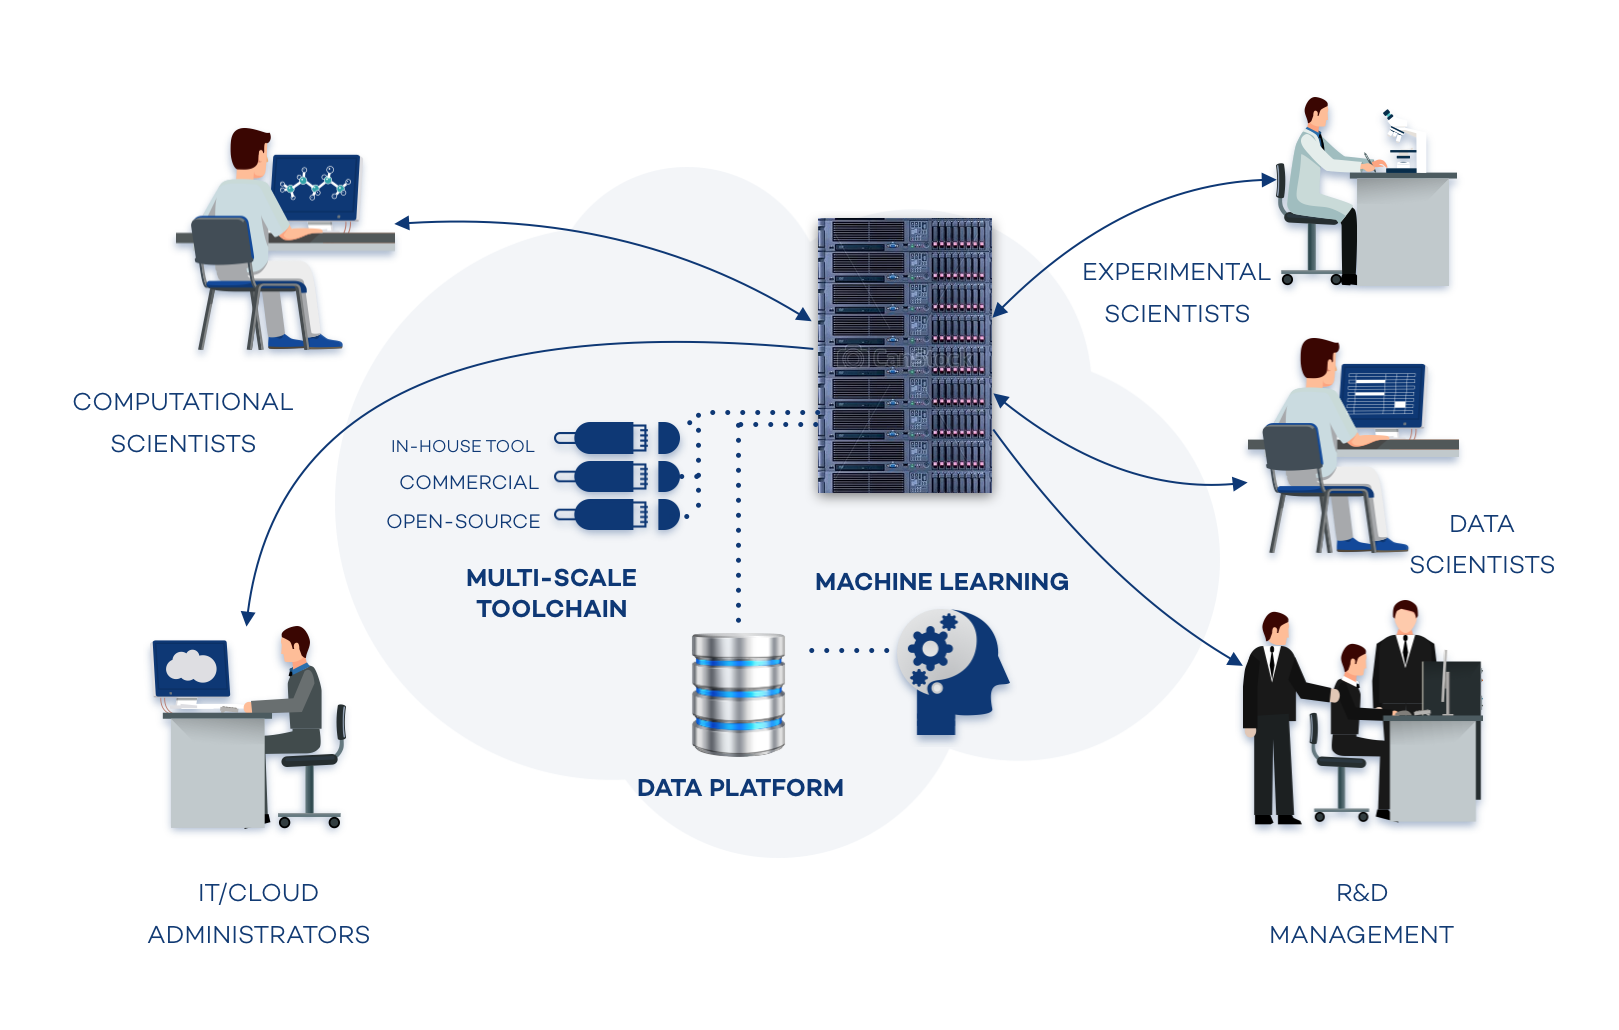 COMPUTATIONAL
SCIENTISTS
EXPERIMENTAL
SCIENTISTS
IN-HOUSE TOOL
COMMERCIAL
OPEN-SOURCE
MULTI-SCALE
TOOLCHAIN
MACHINE LEARNING
DATA
SCIENTISTS
DATA PLATFORM
IT/CLOUD
ADMINISTRATORS
R&D
MANAGEMENT